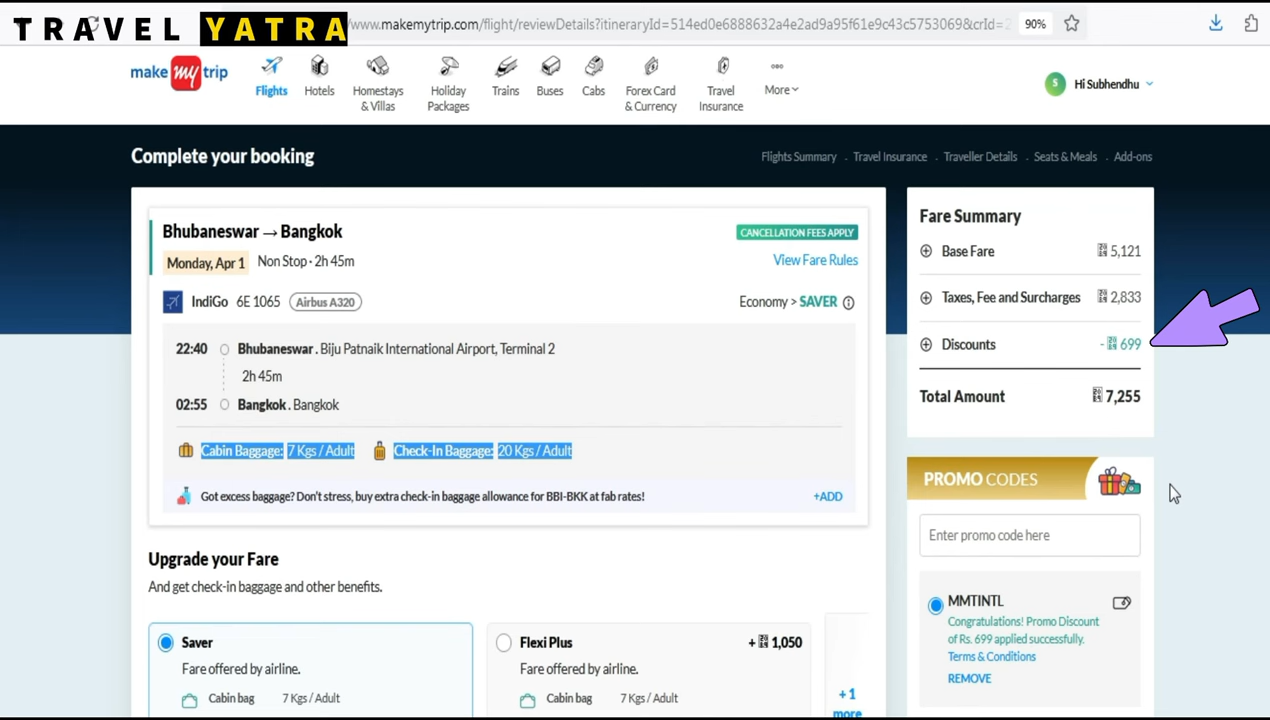 TRAVEL YATRA
www.makemytrip.com/flight/reviewDetails?itineraryId=514ed0e6888632a4e2ad9a95f61e9c43c5753069&crId=2
90%
make my trip
Flights
Hotels
Homestays
& Villas
Holiday
Packages
Trains
Buses
Cabs
Forex Card
& Currency
Travel
Insurance
More
S
Hi Subhendhu
Complete your booking
Flights Summary . Travel Insurance . Traveller Details . Seats & Meals . Add-ons
Bhubaneswar → Bangkok
CANCELLATION FEES APPLY
Monday, Apr 1 Non Stop · 2h 45m
View Fare Rules
IndiGo 6E 1065 Airbus A320
Economy > SAVER
22:40 Bhubaneswar . Biju Patnaik International Airport, Terminal 2
2h 45m
02:55 Bangkok . Bangkok
Cabin Baggage: 7 Kgs / Adult Check-In Baggage: 20 Kgs / Adult
Got excess baggage? Don't stress, buy extra check-in baggage allowance for BBI-BKK at fab rates!
+ADD
Upgrade your Fare
And get check-in baggage and other benefits.
Saver
Fare offered by airline.
Cabin bag 7 Kgs / Adult
Flexi Plus + 1,050
Fare offered by airline.
Cabin bag 7 Kgs / Adult
+1
more
Fare Summary
Base Fare 5,121
Taxes, Fee and Surcharges 2,833
Discounts - 699
Total Amount 7,255
PROMO CODES
Enter promo code here
MMTINTL
Congratulations! Promo Discount
of Rs. 699 applied successfully.
Terms & Conditions
REMOVE